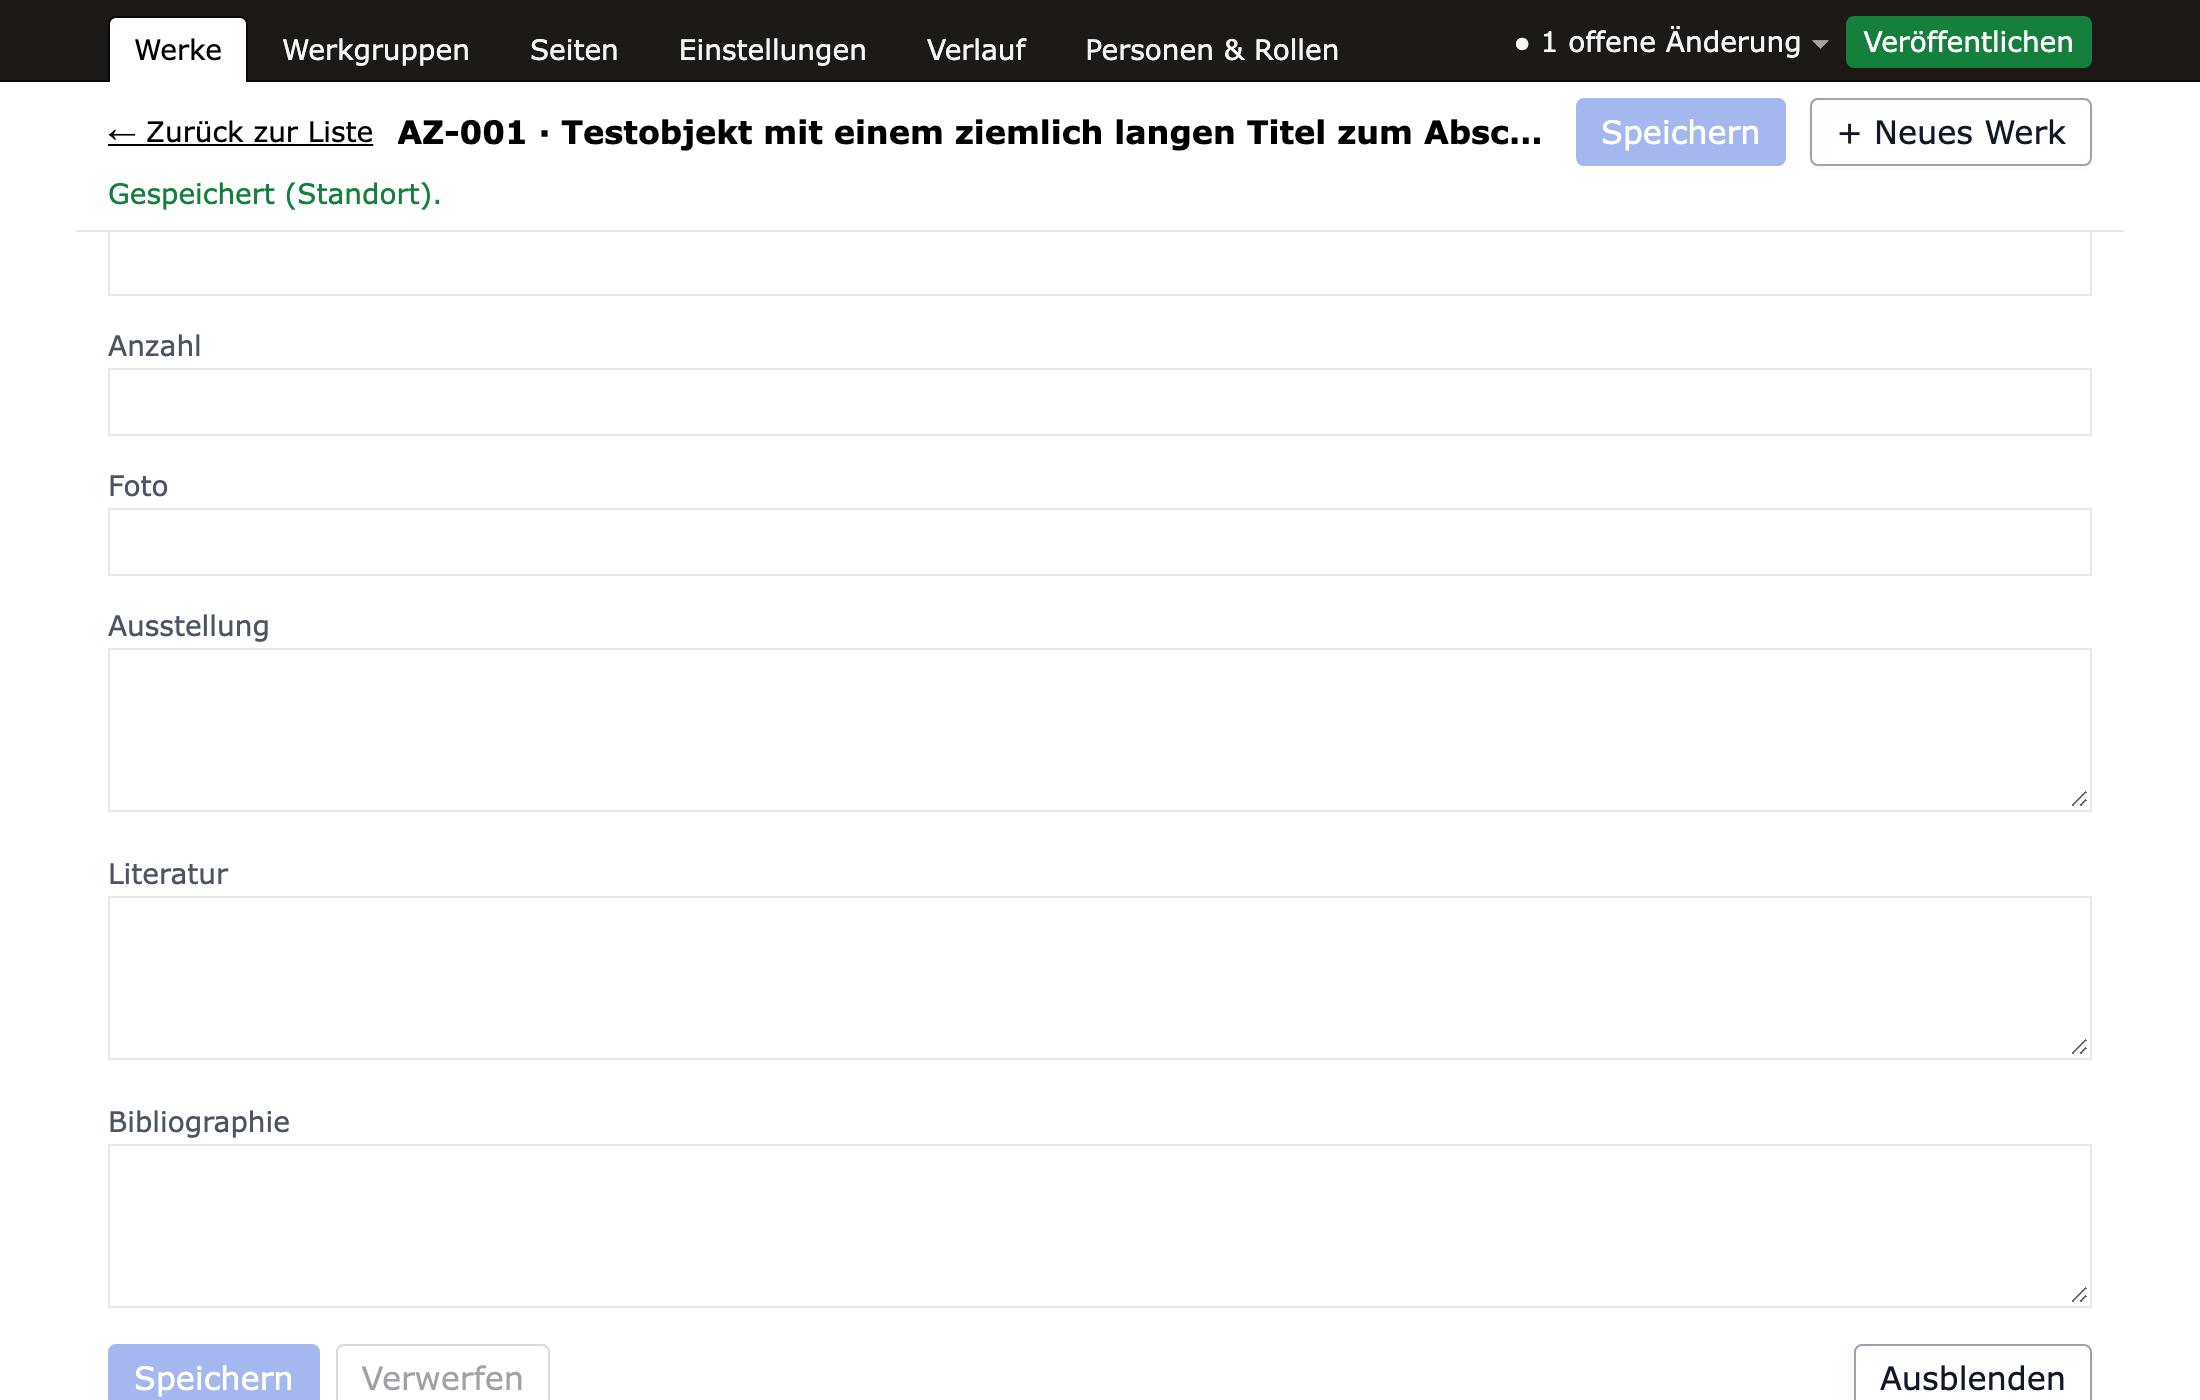 Werke Werkgruppen Seiten Einstellungen Verlauf Personen & Rollen ● 1 offene Änderung ▾ Veröffentlichen
← Zurück zur Liste AZ-001 · Testobjekt mit einem ziemlich langen Titel zum Absc... Speichern + Neues Werk
Gespeichert (Standort).
Anzahl
Foto
Ausstellung
Literatur
Bibliographie
Speichern Verwerfen Ausblenden